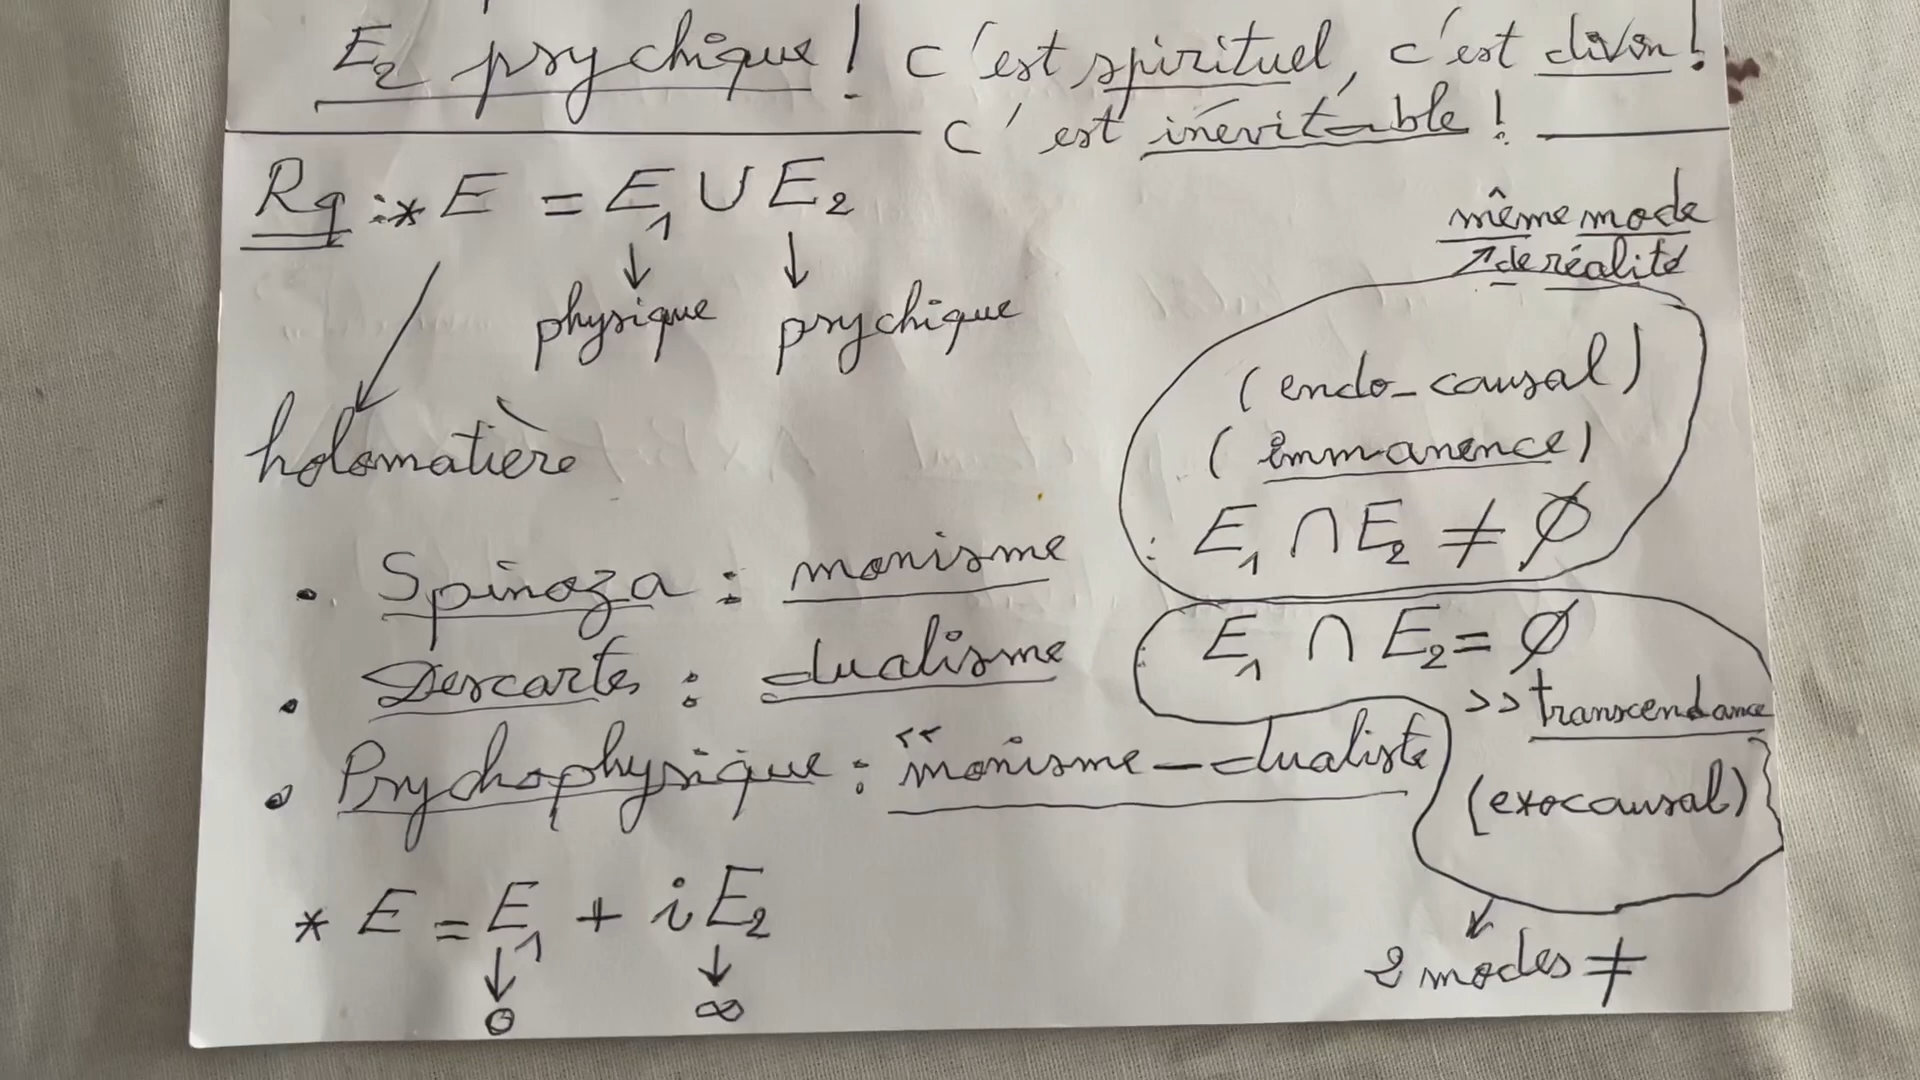 E2 psychique ! c'est spirituel, c'est divin !
c'est inévitable !
Rq : * E = E1 ∪ E2
même mode
↗ de réalité
↓ ↓
physique psychique
(endo-causal)
holomatière
(immanence)
• Spinoza : monisme : E1 ∩ E2 ≠ ∅
• Descartes : dualisme : E1 ∩ E2 = ∅
>> transcendance
• Psychophysique : "monisme-dualiste
(exocausal)
* E = E1 + i E2
↓ ↓
0 ∞
2 modes ≠